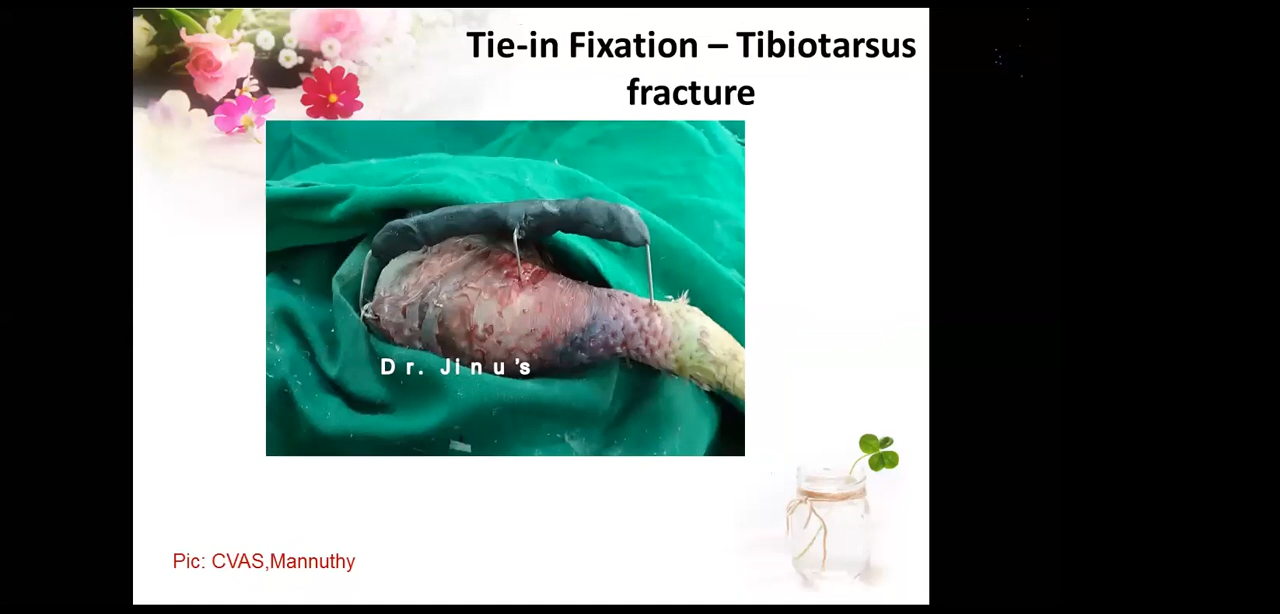 Tie-in Fixation – Tibiotarsus
fracture
Dr. Jinu's
Pic: CVAS,Mannuthy